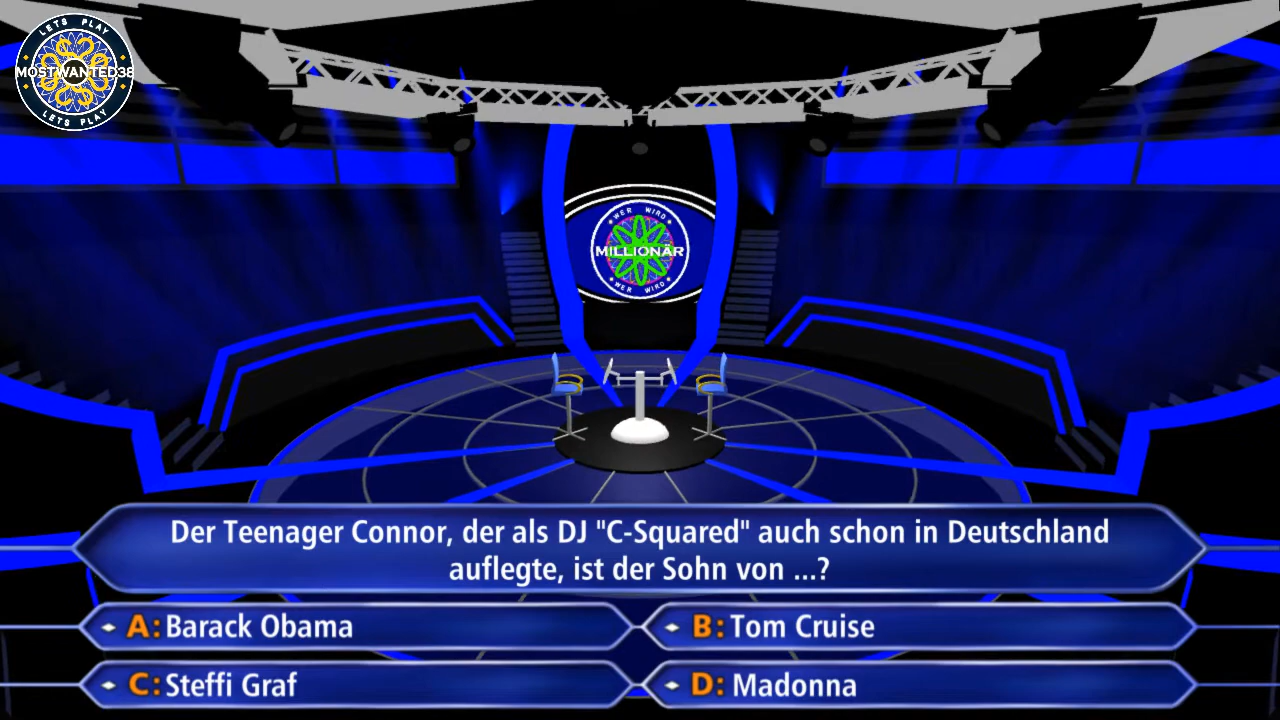 LETS PLAY
MOSTWANTED38
LETS PLAY
WER WIRD
MILLIONÄR
WER WIRD
Der Teenager Connor, der als DJ "C-Squared" auch schon in Deutschland
auflegte, ist der Sohn von ...?
A: Barack Obama
B: Tom Cruise
C: Steffi Graf
D: Madonna